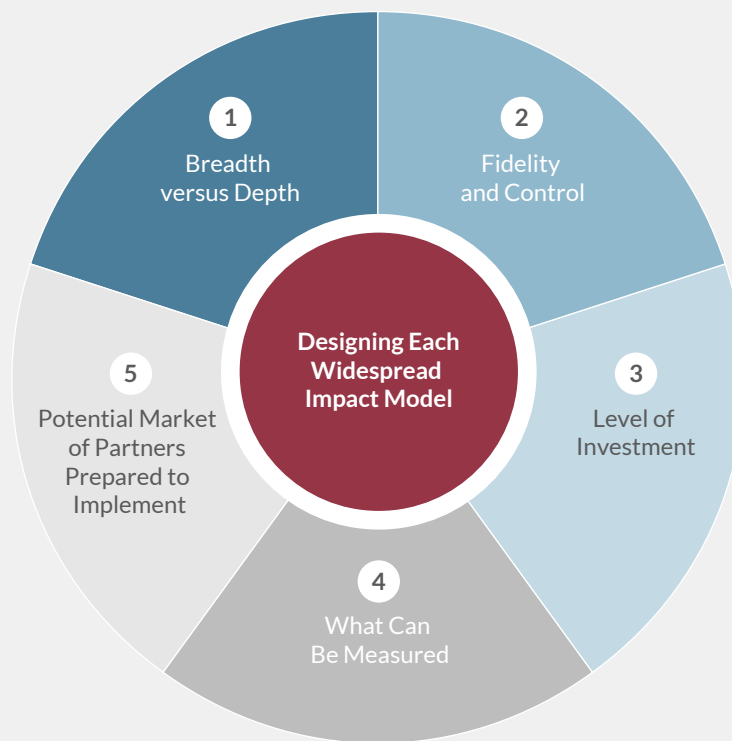 Designing Each
Widespread
Impact Model
1
Breadth
versus Depth
2
Fidelity
and Control
3
Level of
Investment
4
What Can
Be Measured
5
Potential Market
of Partners
Prepared to
Implement